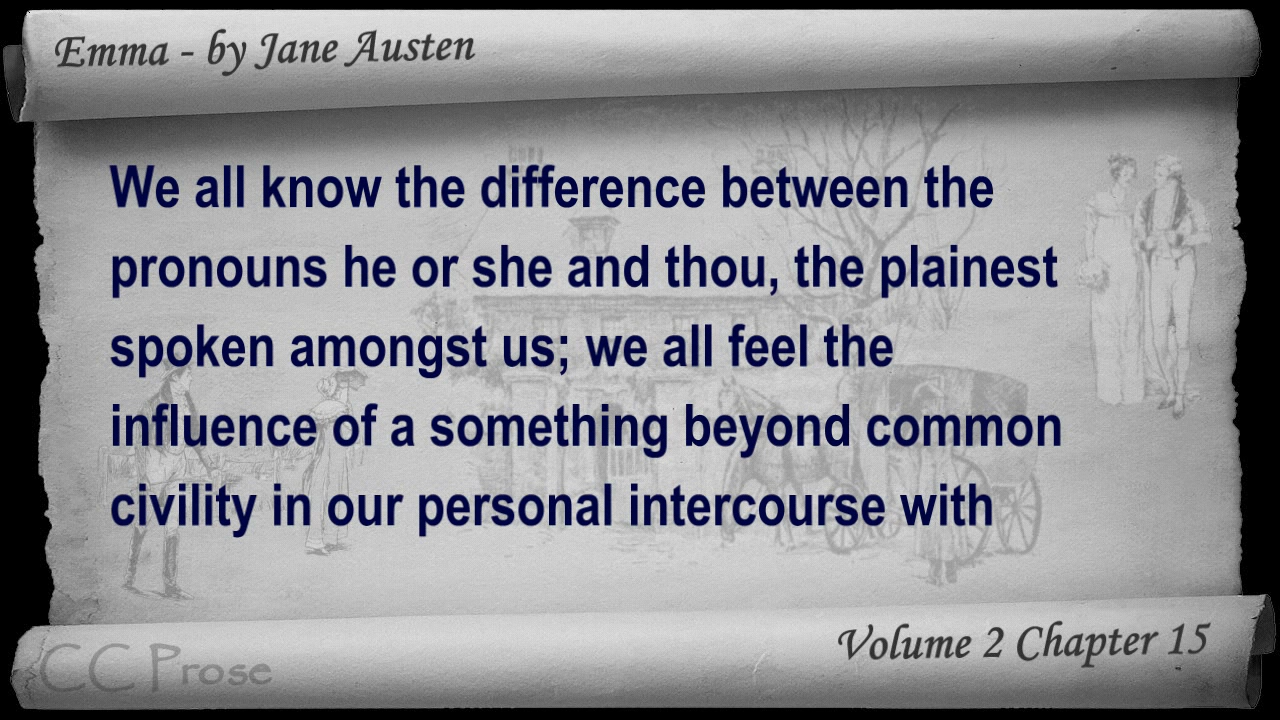 Emma - by Jane Austen
We all know the difference between the
pronouns he or she and thou, the plainest
spoken amongst us; we all feel the
influence of a something beyond common
civility in our personal intercourse with
Volume 2 Chapter 15
CC Prose